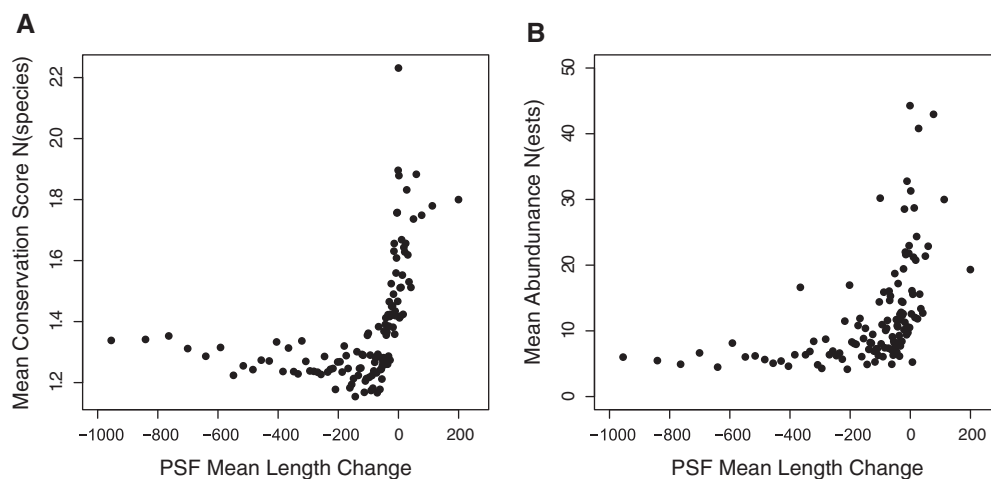 A
Mean Conservation Score N(species)
2.2
2.0
1.8
1.6
1.4
1.2
−1000 −800 −600 −400 −200 0 200
PSF Mean Length Change
B
Mean Abundunance N(ests)
50
40
30
20
10
0
−1000 −800 −600 −400 −200 0 200
PSF Mean Length Change